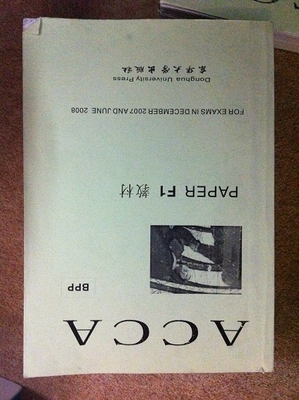 ACCA
BPP
PAPER F1 教材
FOR EXAMS IN DECEMBER 2007 AND JUNE 2008
Donghua University Press
东华大学出版社